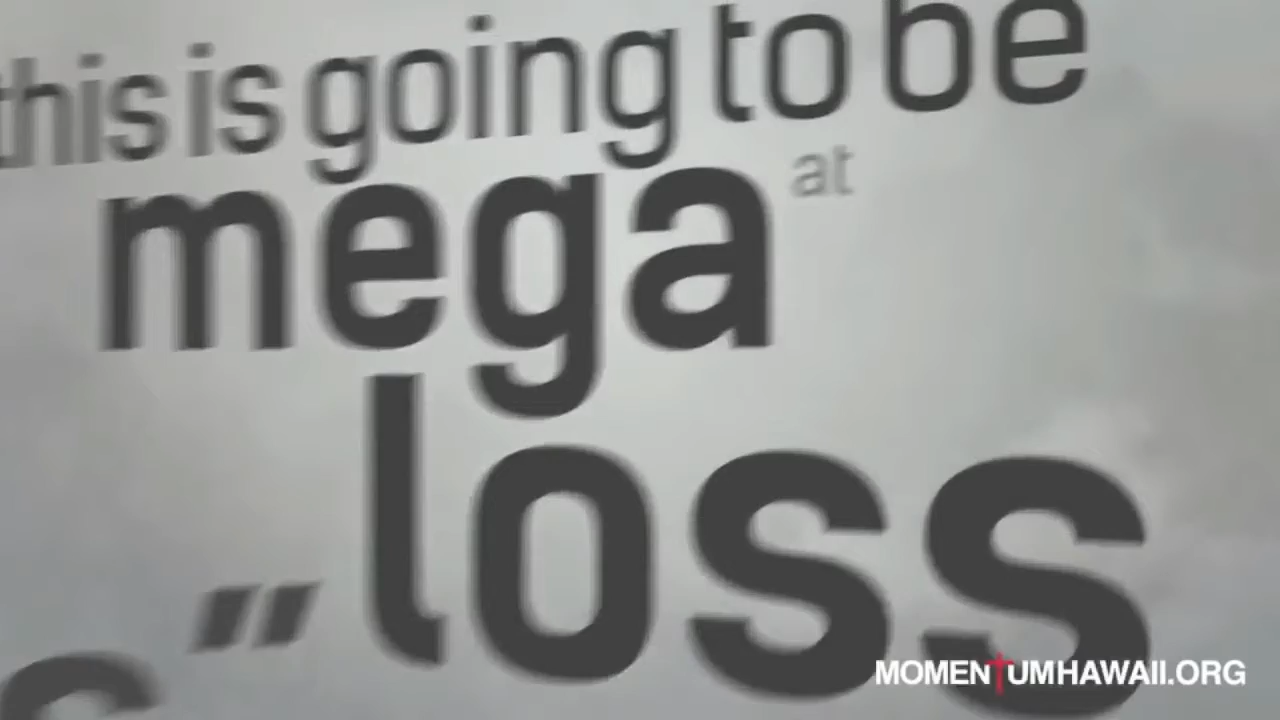 this is going to be
mega at
loss
s"
MOMENTUMHAWAII.ORG